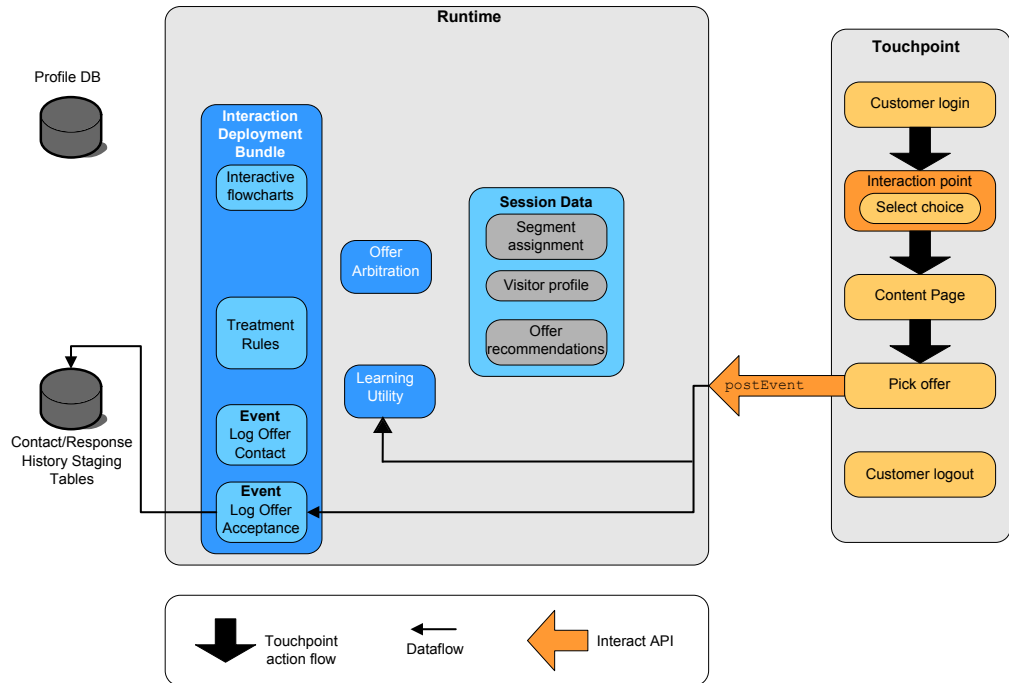 Runtime
Profile DB
Interaction
Deployment
Bundle
Interactive
flowcharts
Treatment
Rules
Event
Log Offer
Contact
Event
Log Offer
Acceptance
Contact/Response
History Staging
Tables
Offer
Arbitration
Learning
Utility
Session Data
Segment
assignment
Visitor profile
Offer
recommendations
postEvent
Touchpoint
Customer login
Interaction point
Select choice
Content Page
Pick offer
Customer logout
Touchpoint
action flow
Dataflow
Interact API